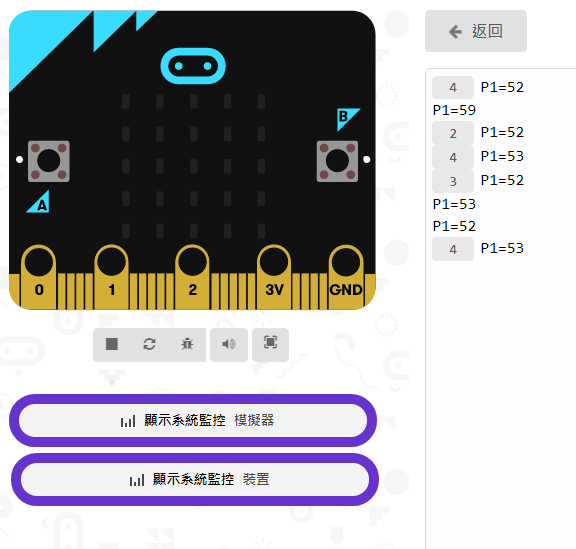 B
A
0 1 2 3V GND
顯示系統監控 模擬器
顯示系統監控 裝置
返回
4 P1=52
P1=59
2 P1=52
4 P1=53
3 P1=52
P1=53
P1=52
4 P1=53